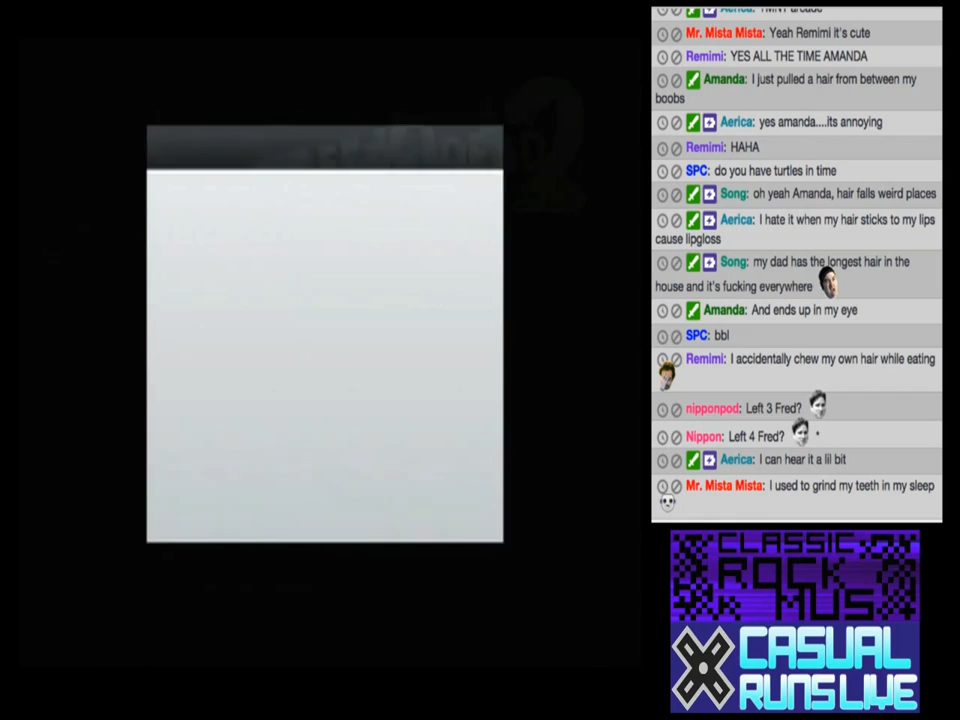 Aerica: TMNT arcade
Mr. Mista Mista: Yeah Remimi it's cute
Remimi: YES ALL THE TIME AMANDA
Amanda: I just pulled a hair from between my
boobs
Aerica: yes amanda....its annoying
Remimi: HAHA
SPC: do you have turtles in time
Song: oh yeah Amanda, hair falls weird places
Aerica: I hate it when my hair sticks to my lips
cause lipgloss
Song: my dad has the longest hair in the
house and it's fucking everywhere
Amanda: And ends up in my eye
SPC: bbl
Remimi: I accidentally chew my own hair while eating
nipponpod: Left 3 Fred?
Nippon: Left 4 Fred? *
Aerica: I can hear it a lil bit
Mr. Mista Mista: I used to grind my teeth in my sleep
CLASSIC
ROCK
MUS
CASUAL
RUNS LIVE